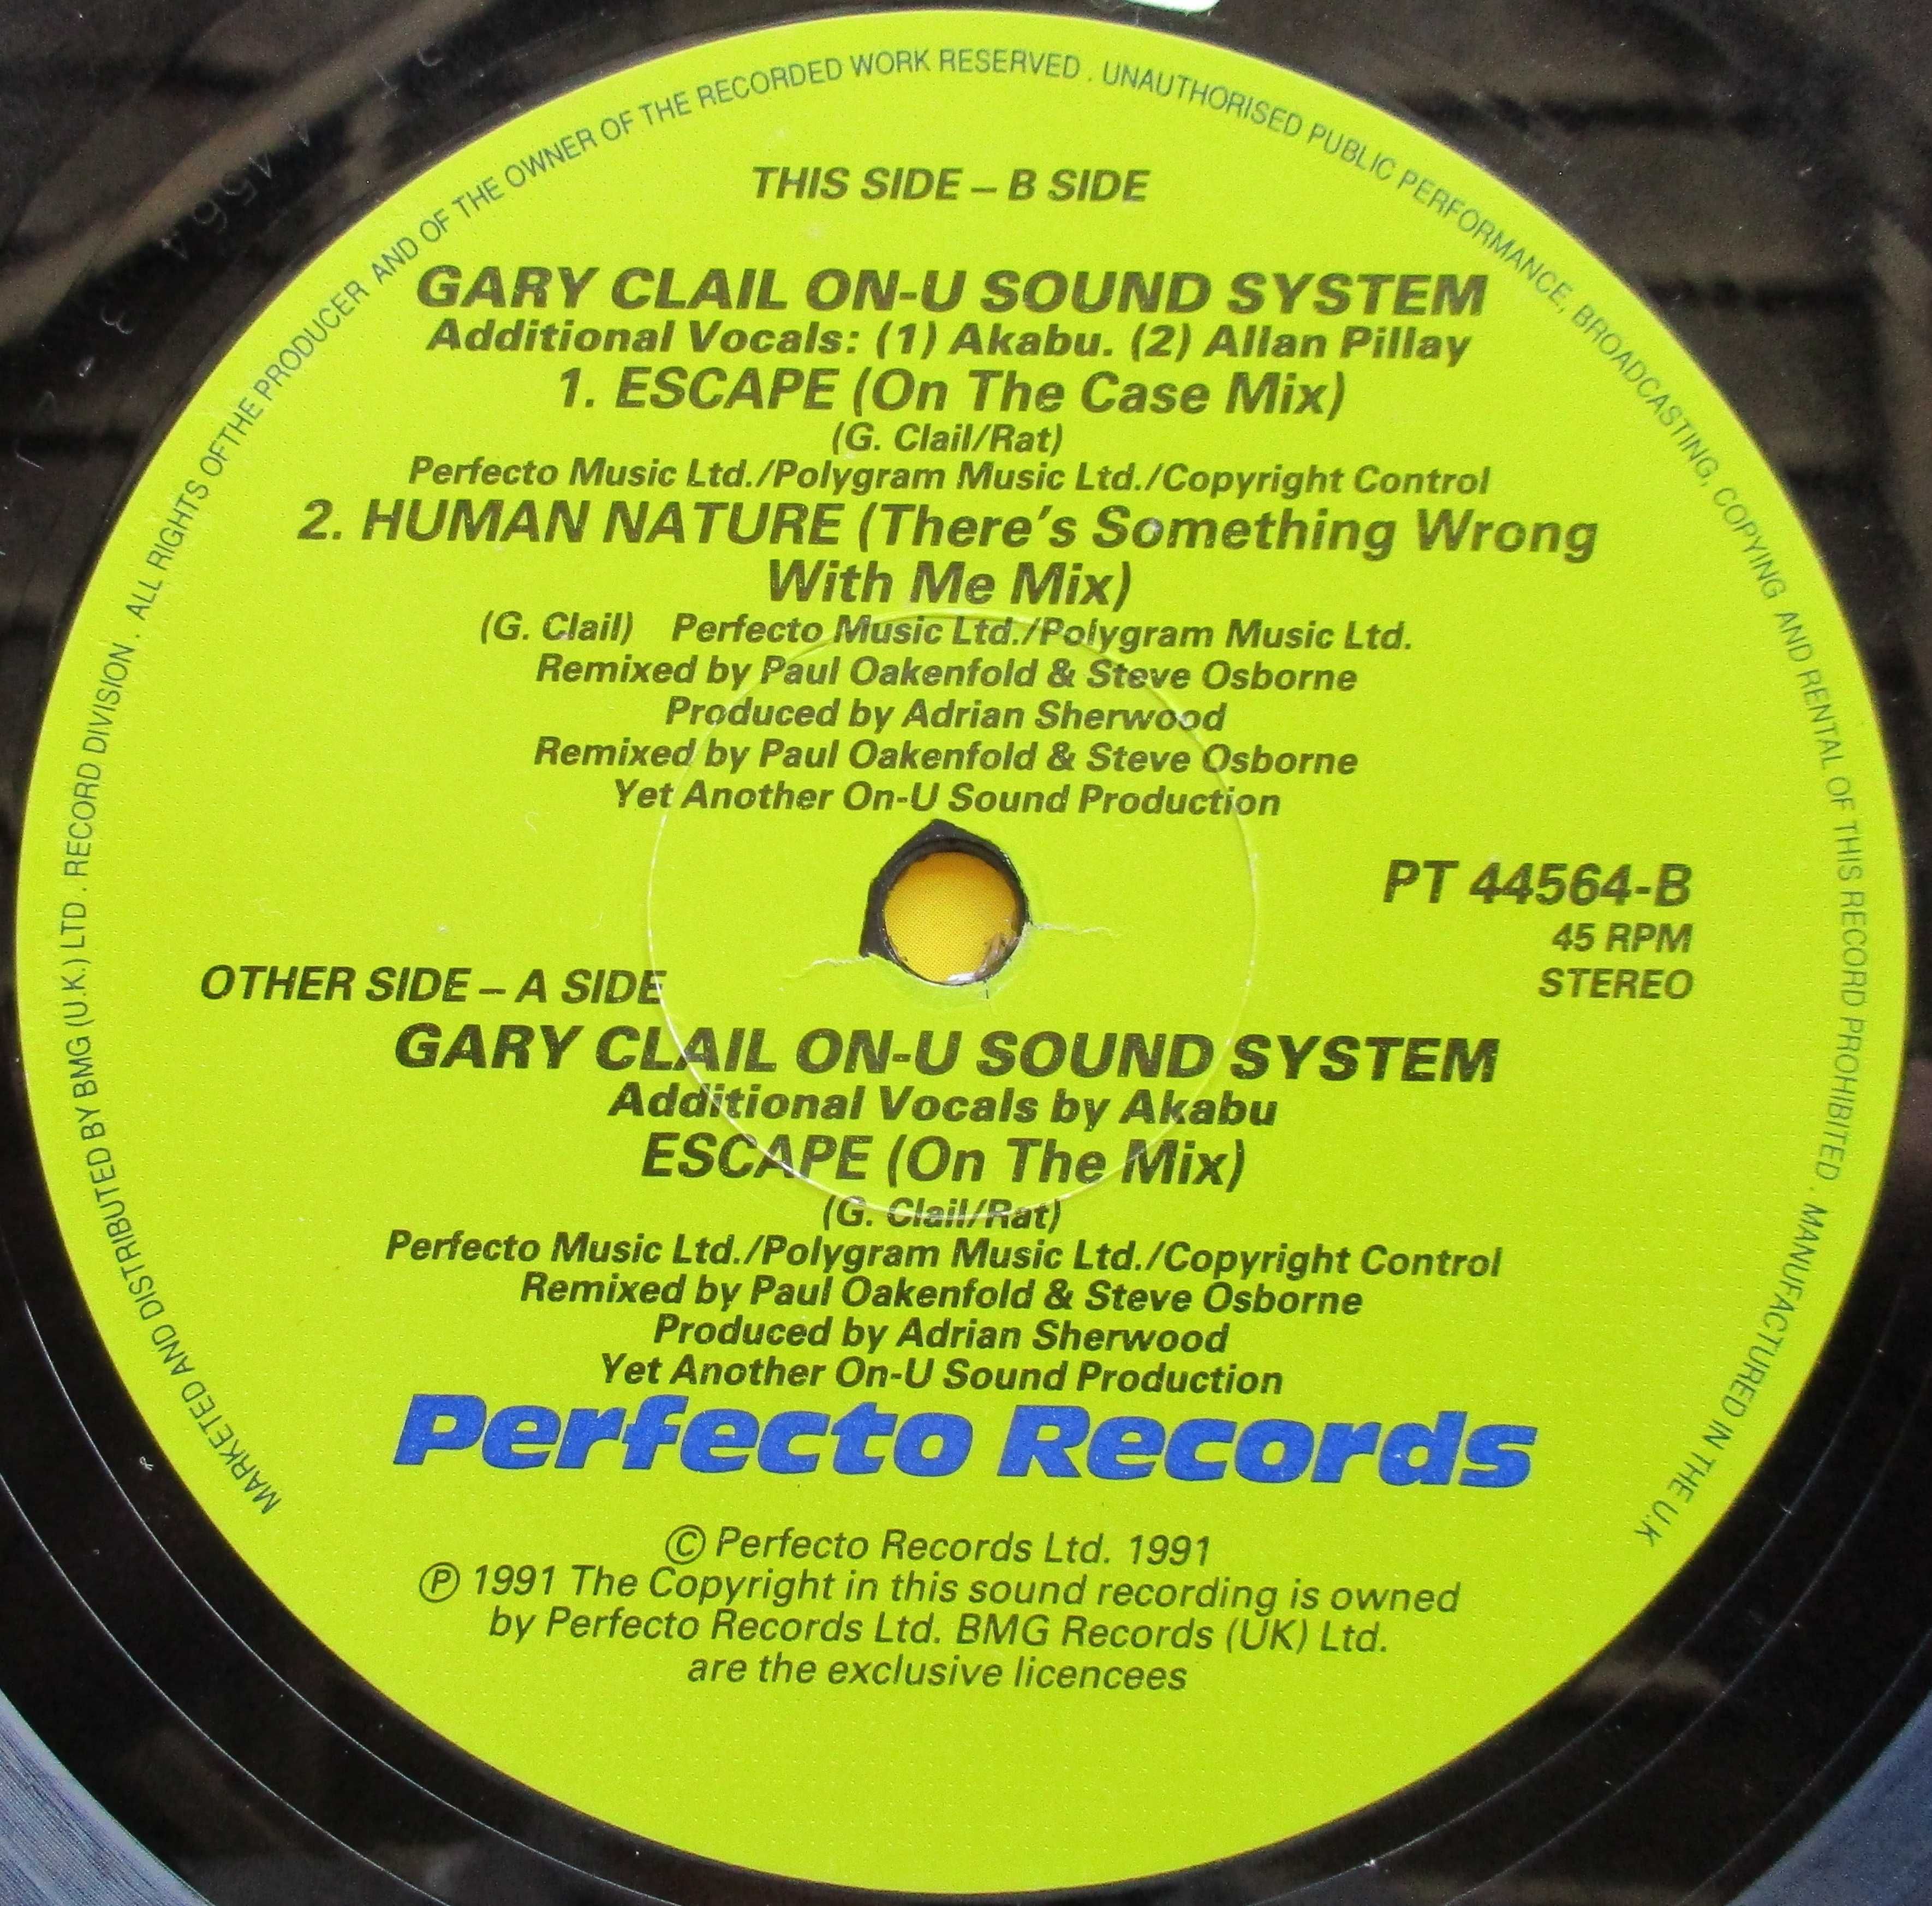 MARKETED AND DISTRIBUTED BY BMG (U.K.) LTD . RECORD DIVISION . ALL RIGHTS OFTHE PRODUCER AND OF THE OWNER OF THE RECORDED WORK RESERVED . UNAUTHORISED PUBLIC PERFORMANCE, BROADCASTING, COPYING AND RENTAL OF THIS RECORD PROHIBITED . MANUFACTURED IN THE U.K
THIS SIDE – B SIDE
GARY CLAIL ON-U SOUND SYSTEM
Additional Vocals: (1) Akabu. (2) Allan Pillay
1. ESCAPE (On The Case Mix)
(G. Clail/Rat)
Perfecto Music Ltd./Polygram Music Ltd./Copyright Control
2. HUMAN NATURE (There's Something Wrong
With Me Mix)
(G. Clail) Perfecto Music Ltd./Polygram Music Ltd.
Remixed by Paul Oakenfold & Steve Osborne
Produced by Adrian Sherwood
Remixed by Paul Oakenfold & Steve Osborne
Yet Another On-U Sound Production
PT 44564-B
45 RPM
STEREO
OTHER SIDE – A SIDE
GARY CLAIL ON-U SOUND SYSTEM
Additional Vocals by Akabu
ESCAPE (On The Mix)
(G. Clail/Rat)
Perfecto Music Ltd./Polygram Music Ltd./Copyright Control
Remixed by Paul Oakenfold & Steve Osborne
Produced by Adrian Sherwood
Yet Another On-U Sound Production
Perfecto Records
© Perfecto Records Ltd. 1991
℗ 1991 The Copyright in this sound recording is owned
by Perfecto Records Ltd. BMG Records (UK) Ltd.
are the exclusive licencees